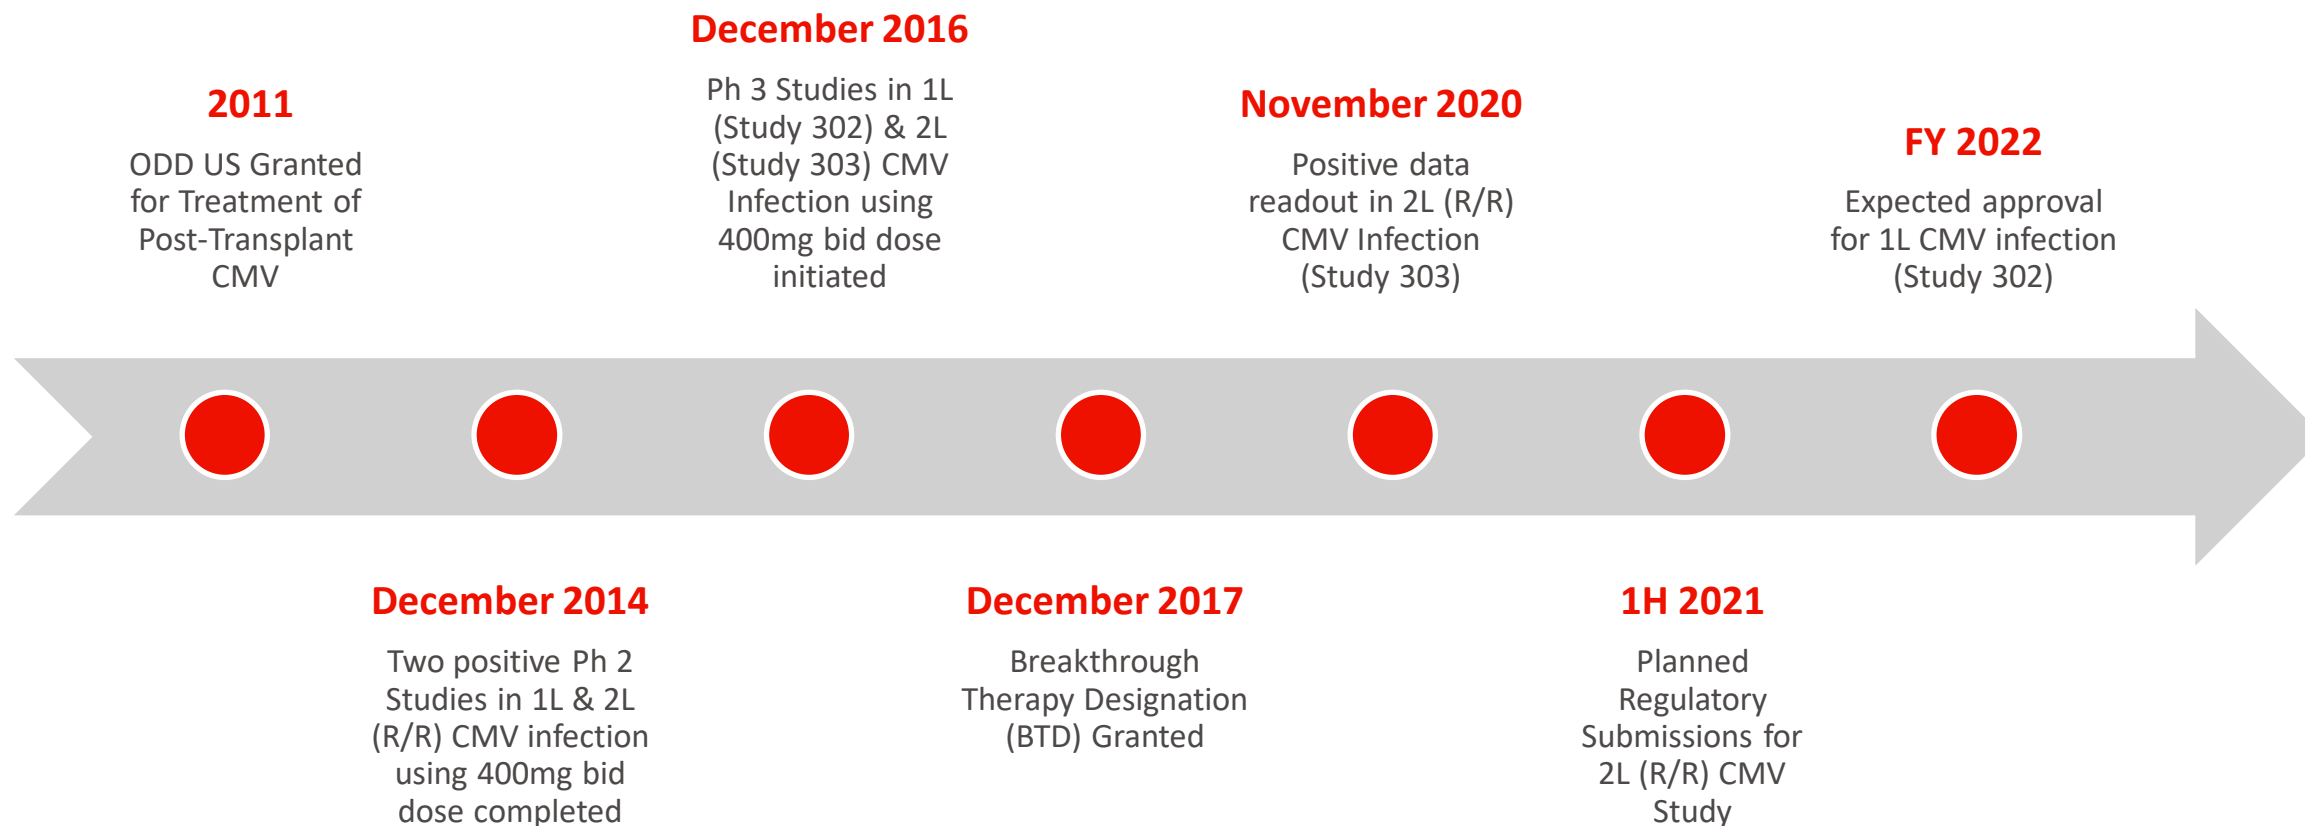 2011
ODD US Granted
for Treatment of
Post-Transplant
CMV
December 2014
Two positive Ph 2
Studies in 1L & 2L
(R/R) CMV infection
using 400mg bid
dose completed
December 2016
Ph 3 Studies in 1L
(Study 302) & 2L
(Study 303) CMV
Infection using
400mg bid dose
initiated
December 2017
Breakthrough
Therapy Designation
(BTD) Granted
November 2020
Positive data
readout in 2L (R/R)
CMV Infection
(Study 303)
1H 2021
Planned
Regulatory
Submissions for
2L (R/R) CMV
Study
FY 2022
Expected approval
for 1L CMV infection
(Study 302)